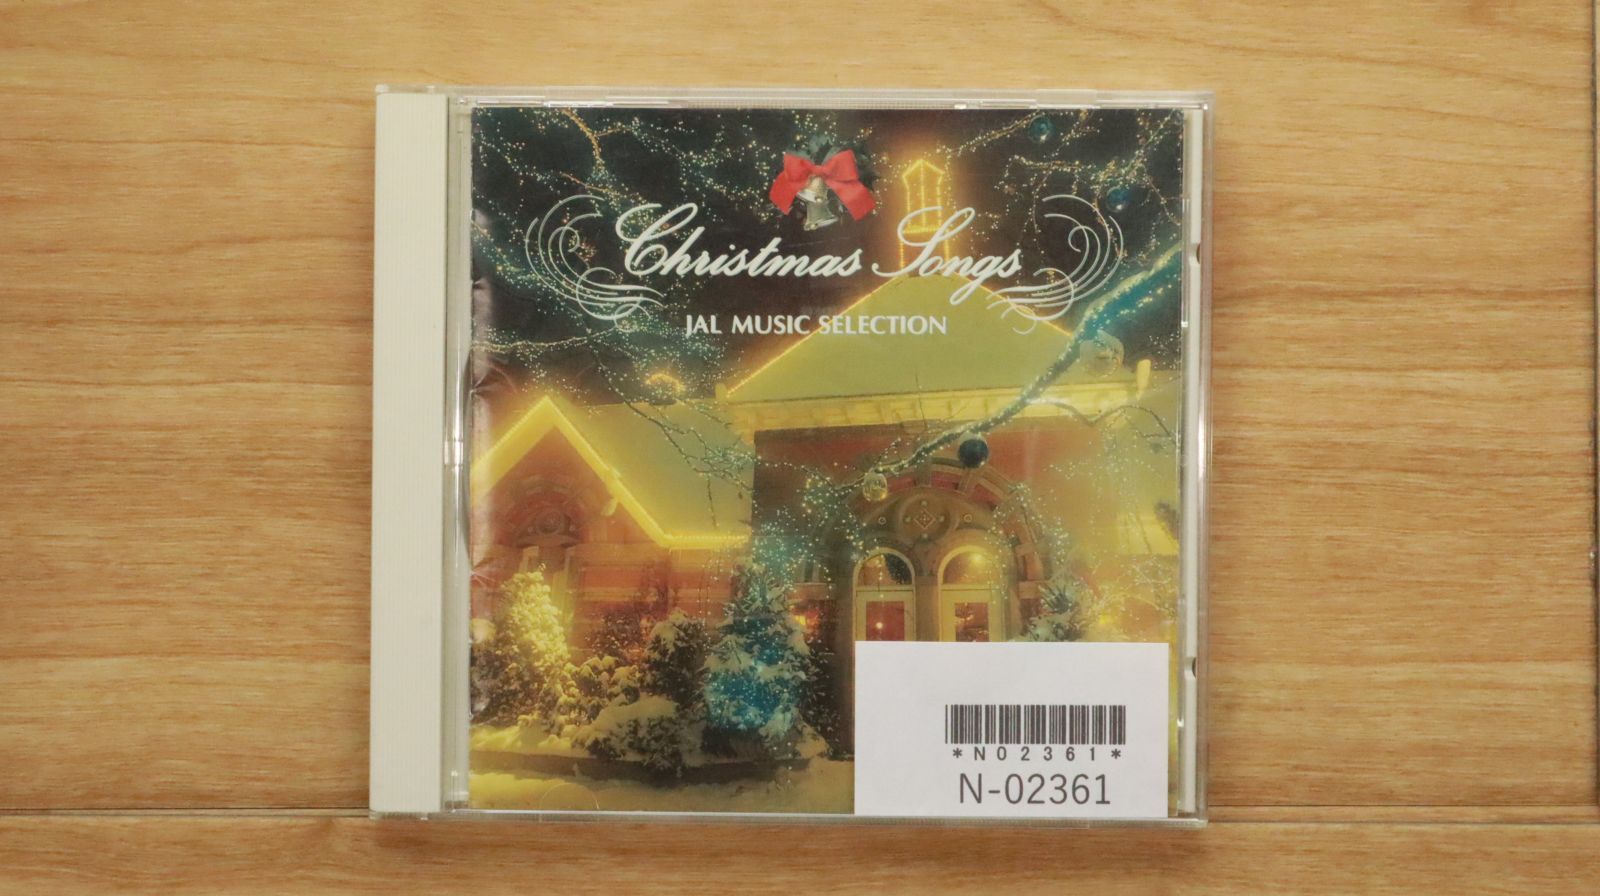 Christmas Songs
JAL MUSIC SELECTION
*N02361*
N-02361